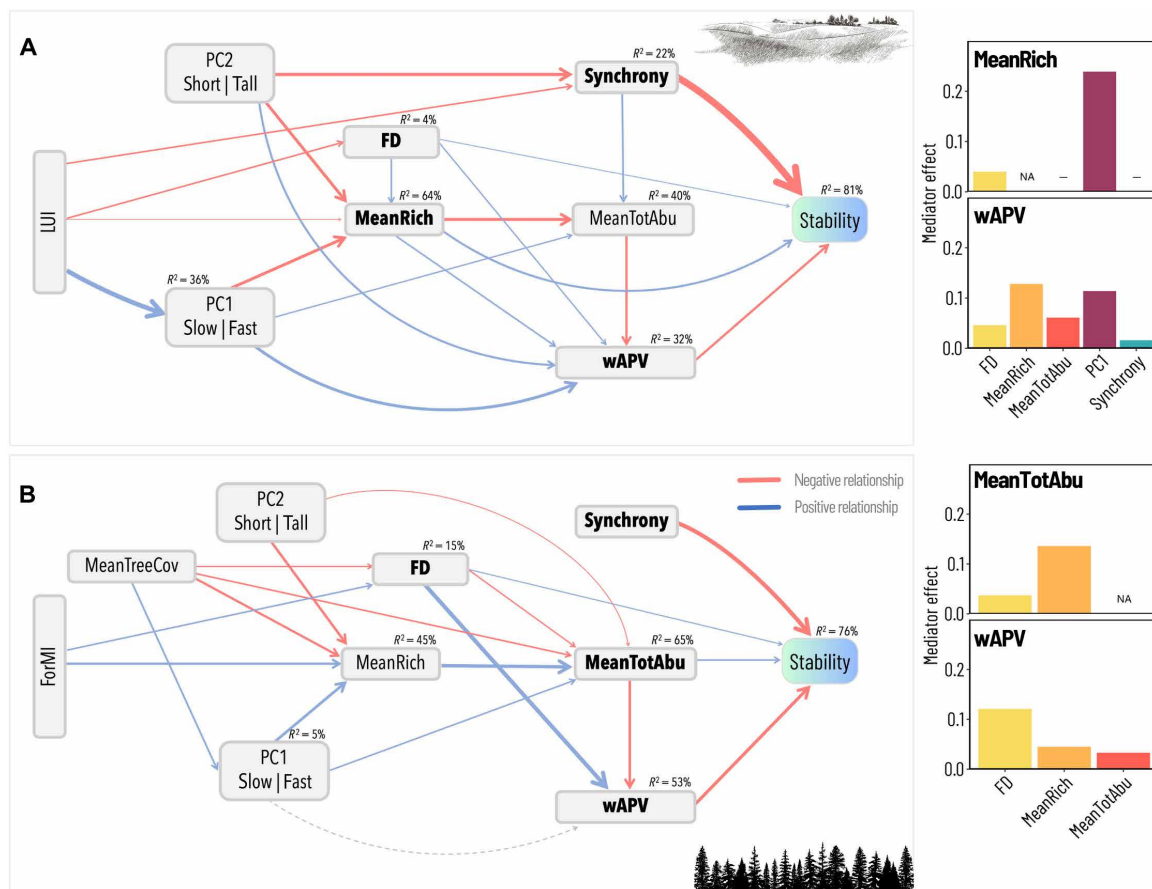 A
PC2
Short | Tall
R² = 22%
Synchrony
R² = 4%
FD
LUI
R² = 64%
MeanRich
R² = 40%
MeanTotAbu
R² = 81%
Stability
R² = 36%
PC1
Slow | Fast
R² = 32%
wAPV
MeanRich
0.2
0.1
0.0
NA
–
–
Mediator effect
wAPV
0.2
0.1
0.0
FD
MeanRich
MeanTotAbu
PC1
Synchrony
B
PC2
Short | Tall
Negative relationship
Positive relationship
Synchrony
MeanTreeCov
R² = 15%
FD
ForMI
R² = 45%
MeanRich
R² = 65%
MeanTotAbu
R² = 76%
Stability
R² = 5%
PC1
Slow | Fast
R² = 53%
wAPV
MeanTotAbu
0.2
0.1
0.0
NA
Mediator effect
wAPV
0.2
0.1
0.0
FD
MeanRich
MeanTotAbu